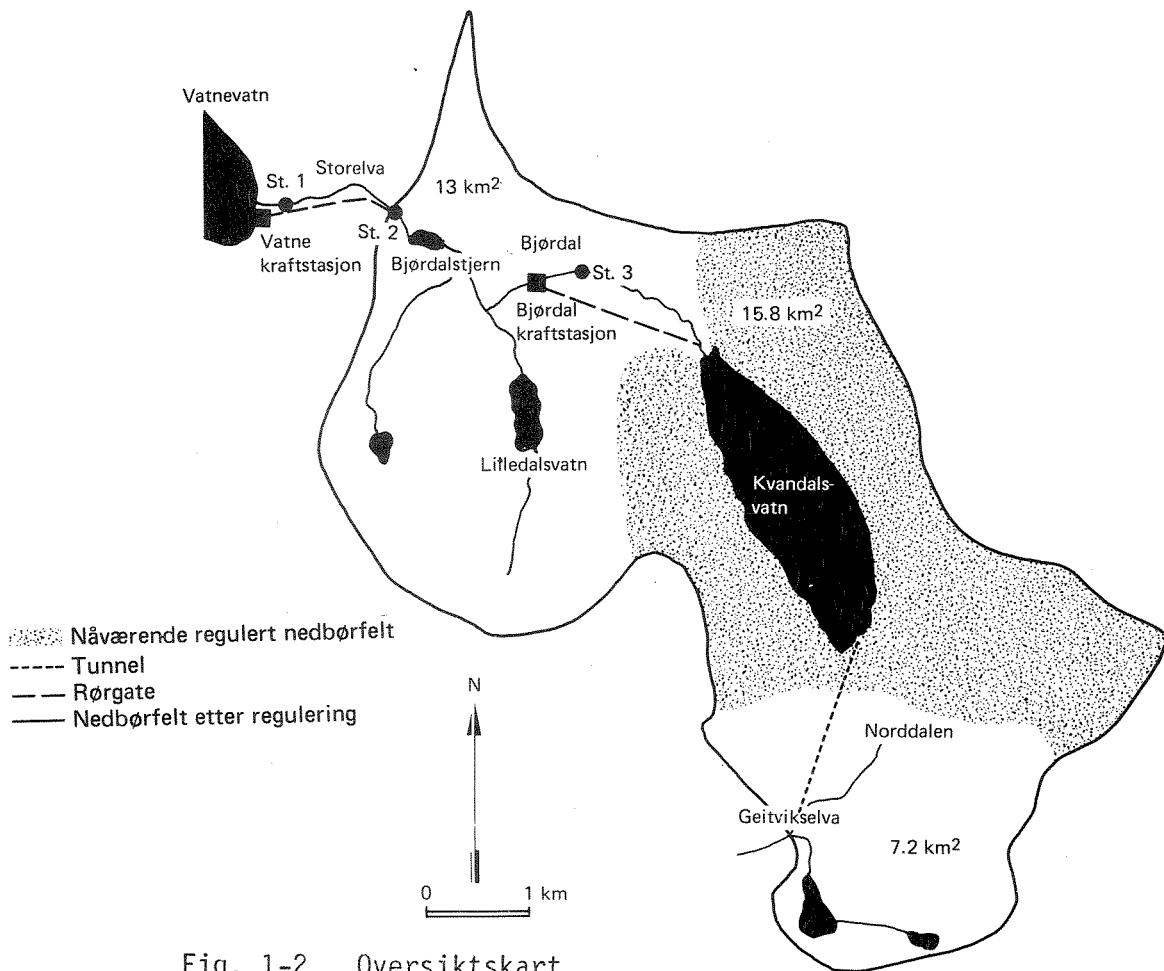 Vatnevatn
St. 1
Storelva
13 km²
St. 2
Vatne
kraftstasjon
Bjørdalstjern
Bjørdal
St. 3
Bjørdal
kraftstasjon
15.8 km²
Lilledalsvatn
Kvandals-
vatn
Nåværende regulert nedbørfelt
Tunnel
Rørgate
Nedbørfelt etter regulering
N
Norddalen
Geitvikselva
7.2 km²
0 1 km
Fig. 1-2 Oversiktskart